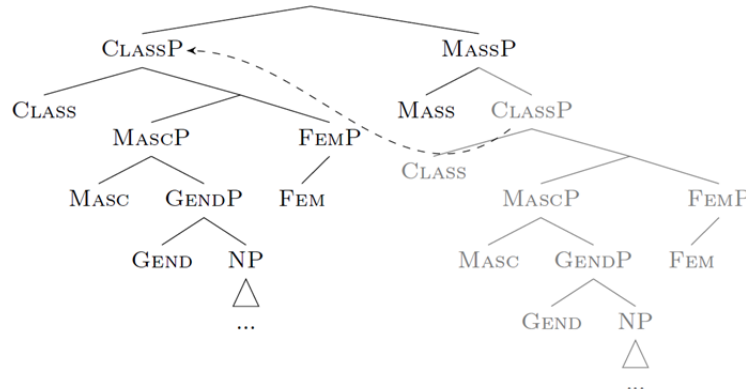 CLASSP MASSP
CLASS MASS CLASSP
MASCP FEMP CLASS
MASC GENDP FEM MASCP FEMP
GEND NP MASC GENDP FEM
... GEND NP
...